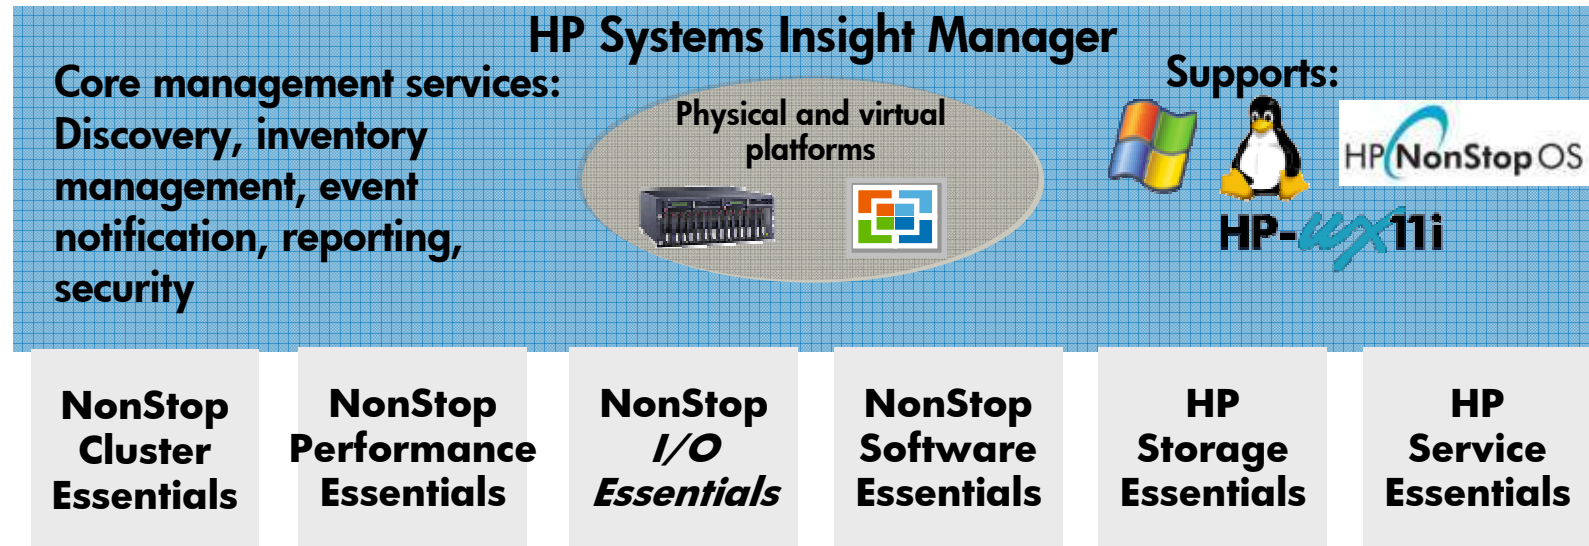 HP Systems Insight Manager
Core management services:
Discovery, inventory
management, event
notification, reporting,
security
Physical and virtual
platforms
Supports:
HP NonStop OS
HP-UX 11i
NonStop
Cluster
Essentials
NonStop
Performance
Essentials
NonStop
I/O
Essentials
NonStop
Software
Essentials
HP
Storage
Essentials
HP
Service
Essentials